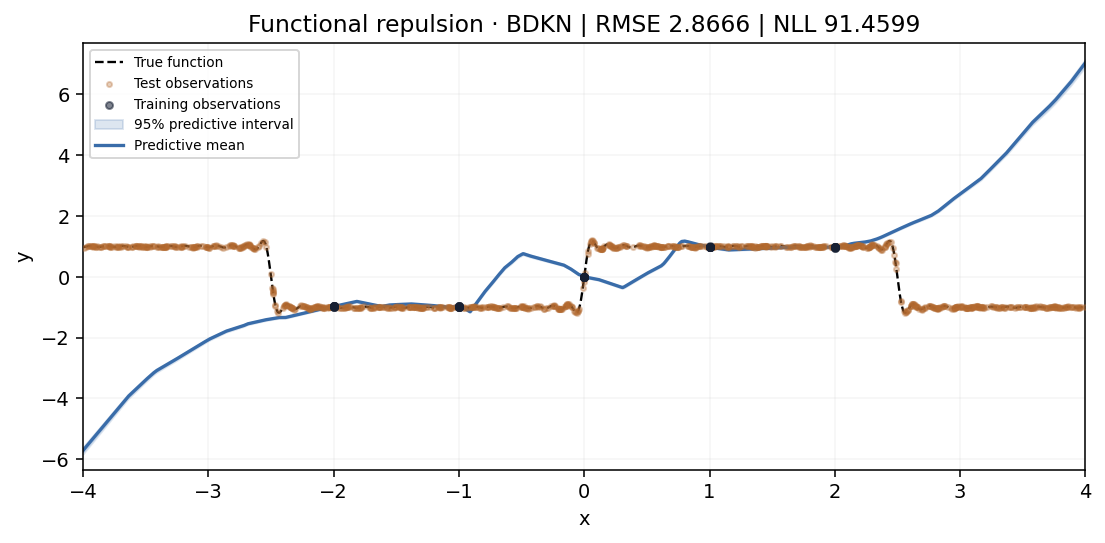 Functional repulsion · BDKN | RMSE 2.8666 | NLL 91.4599
True function
Test observations
Training observations
95% predictive interval
Predictive mean
6
4
2
0
−2
−4
−6
y
−4 −3 −2 −1 0 1 2 3 4
x